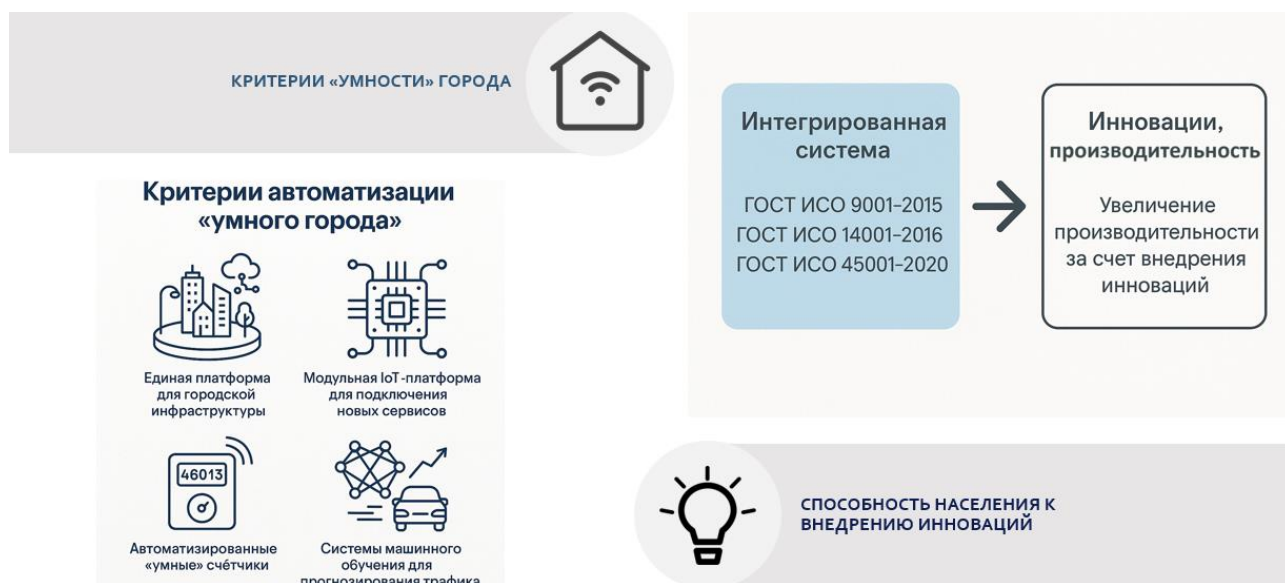 КРИТЕРИИ «УМНОСТИ» ГОРОДА
Критерии автоматизации
«умного города»
Единая платформа
для городской
инфраструктуры
Модульная IoT-платформа
для подключения
новых сервисов
46013
Автоматизированные
«умные» счётчики
Системы машинного
обучения для
прогнозирования трафика
Интегрированная
система
ГОСТ ИСО 9001-2015
ГОСТ ИСО 14001-2016
ГОСТ ИСО 45001-2020
Инновации,
производительность
Увеличение
производительности
за счет внедрения
инноваций
СПОСОБНОСТЬ НАСЕЛЕНИЯ К
ВНЕДРЕНИЮ ИННОВАЦИЙ